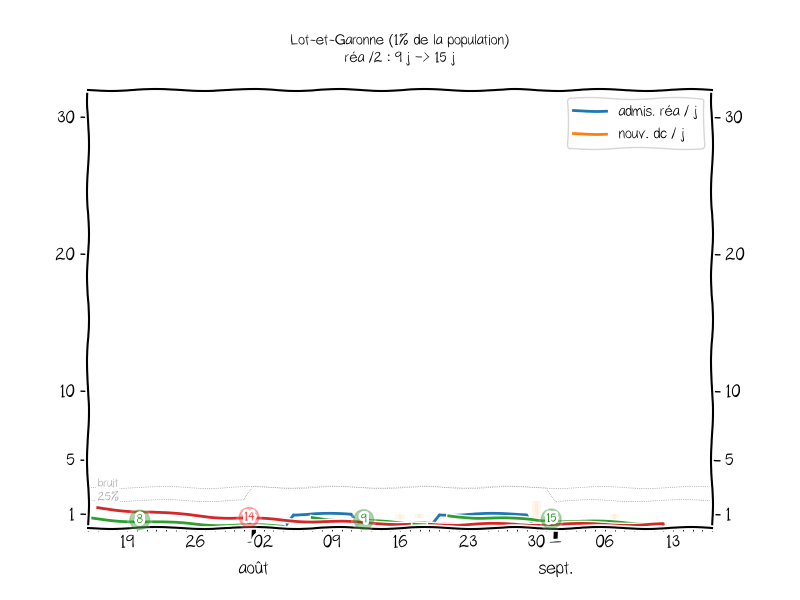 Lot-et-Garonne (1% de la population)
réa /2 : 9 j -> 15 j
30 30
admis. réa / j
nouv. dc / j
20 20
10 10
5 5
bruit
25%
1 8 14 9 15 1
19 26 02 09 16 23 30 06 13
août sept.